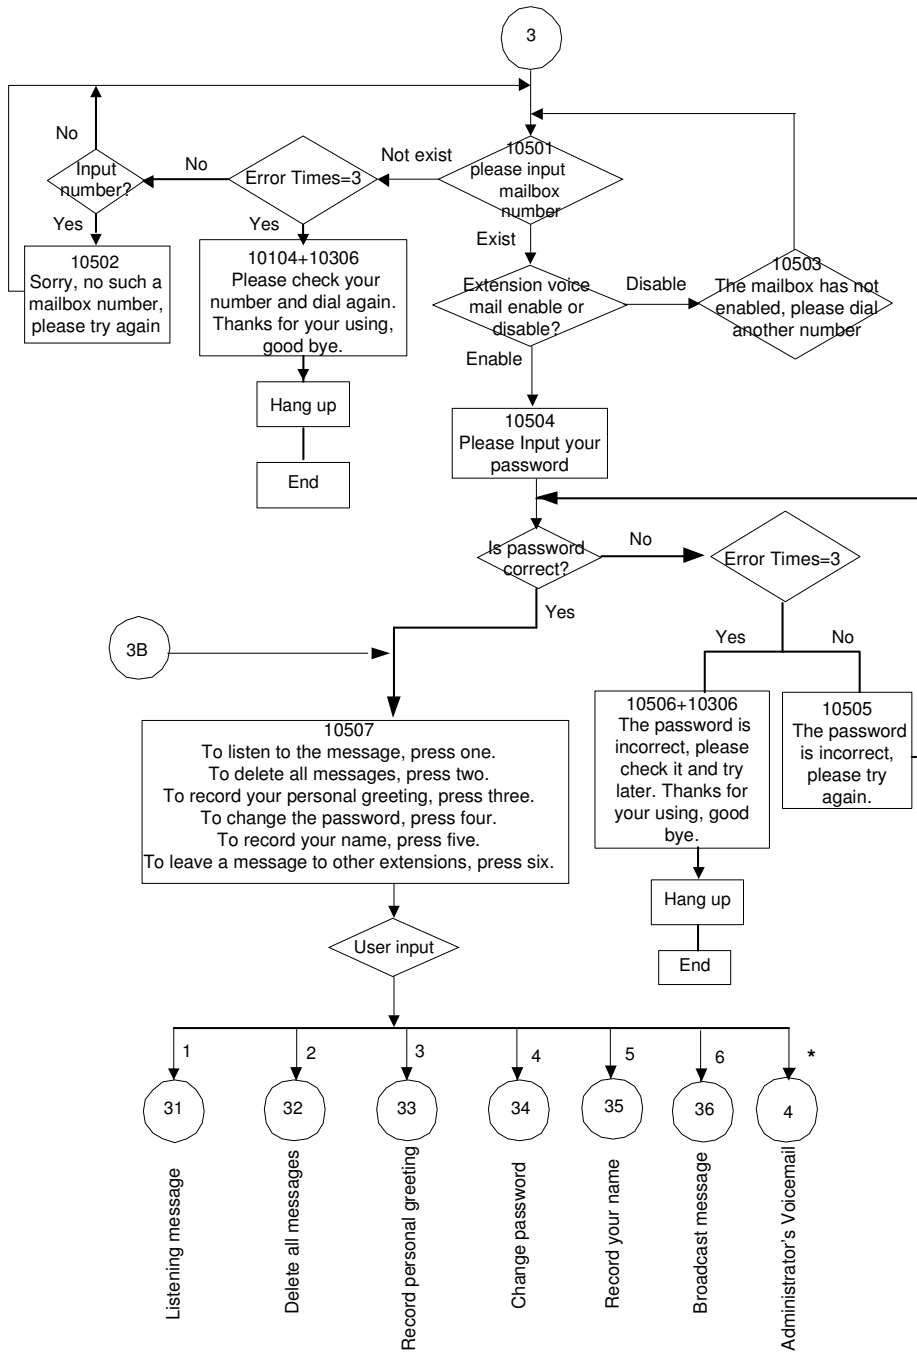 3
No
Input
number?
No
Error Times=3
Not exist
10501
please input
mailbox
number
Yes
Yes
Exist
10502
Sorry, no such a
mailbox number,
please try again
10104+10306
Please check your
number and dial again.
Thanks for your using,
good bye.
Extension voice
mail enable or
disable?
Disable
10503
The mailbox has not
enabled, please dial
another number
Enable
Hang up
End
10504
Please Input your
password
Is password
correct?
No
Error Times=3
Yes
Yes
No
3B
10507
To listen to the message, press one.
To delete all messages, press two.
To record your personal greeting, press three.
To change the password, press four.
To record your name, press five.
To leave a message to other extensions, press six.
10506+10306
The password is
incorrect, please
check it and try
later. Thanks for
your using, good
bye.
10505
The password
is incorrect,
please try
again.
Hang up
End
User input
1
2
3
4
5
6
*
31
32
33
34
35
36
4
Listening message
Delete all messages
Record personal greeting
Change password
Record your name
Broadcast message
Administrator's Voicemail